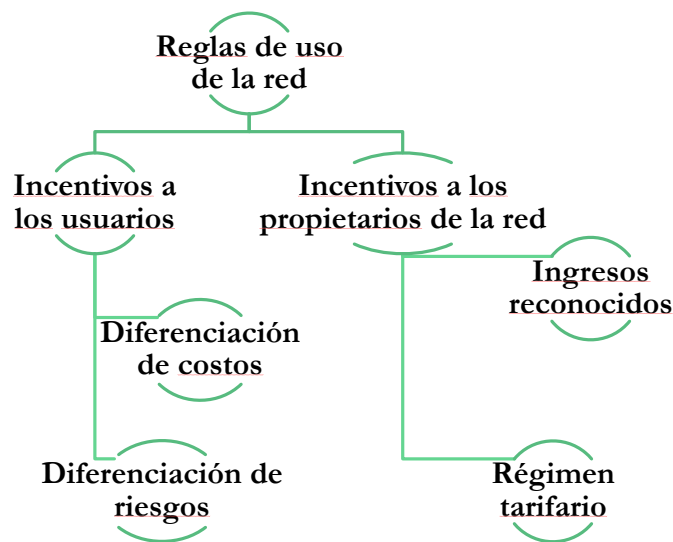 Reglas de uso
de la red
Incentivos a
los usuarios
Incentivos a los
propietarios de la red
Ingresos
reconocidos
Diferenciación
de costos
Diferenciación de
riesgos
Régimen
tarifario